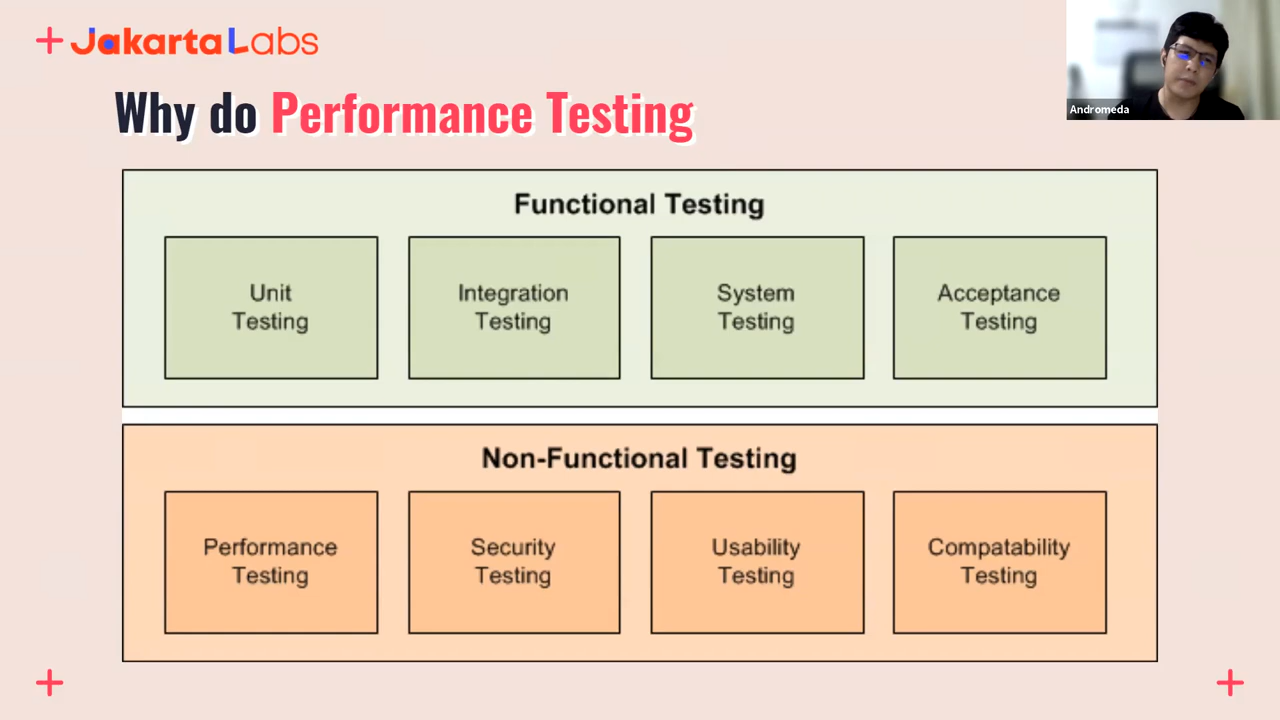 JakartaLabs
Andromeda
Why do Performance Testing
Functional Testing
Unit
Testing
Integration
Testing
System
Testing
Acceptance
Testing
Non-Functional Testing
Performance
Testing
Security
Testing
Usability
Testing
Compatability
Testing